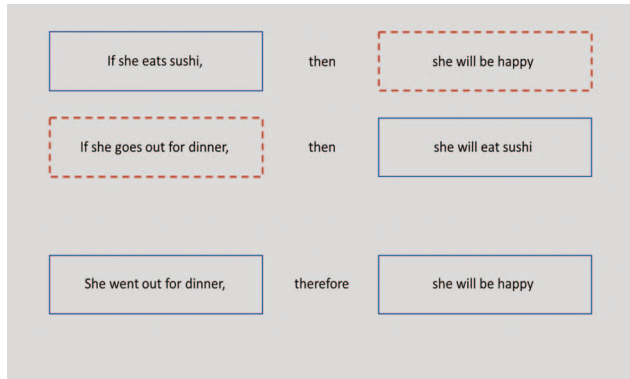 If she eats sushi, then she will be happy
If she goes out for dinner, then she will eat sushi
She went out for dinner, therefore she will be happy